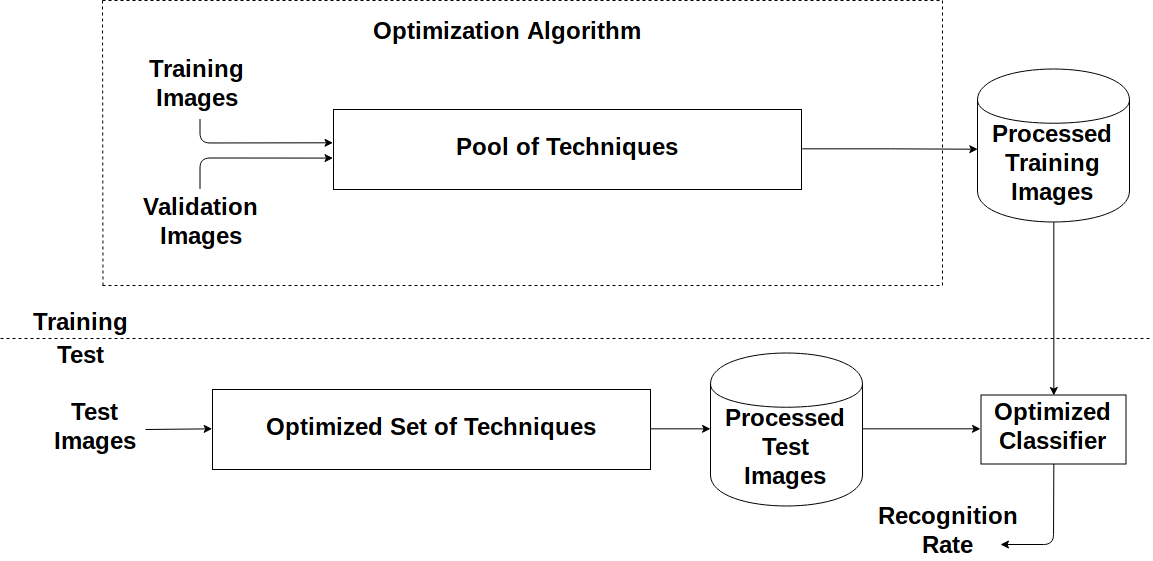 Optimization Algorithm
Training
Images
Pool of Techniques
Validation
Images
Processed
Training
Images
Training
Test
Test
Images
Optimized Set of Techniques
Processed
Test
Images
Optimized
Classifier
Recognition
Rate